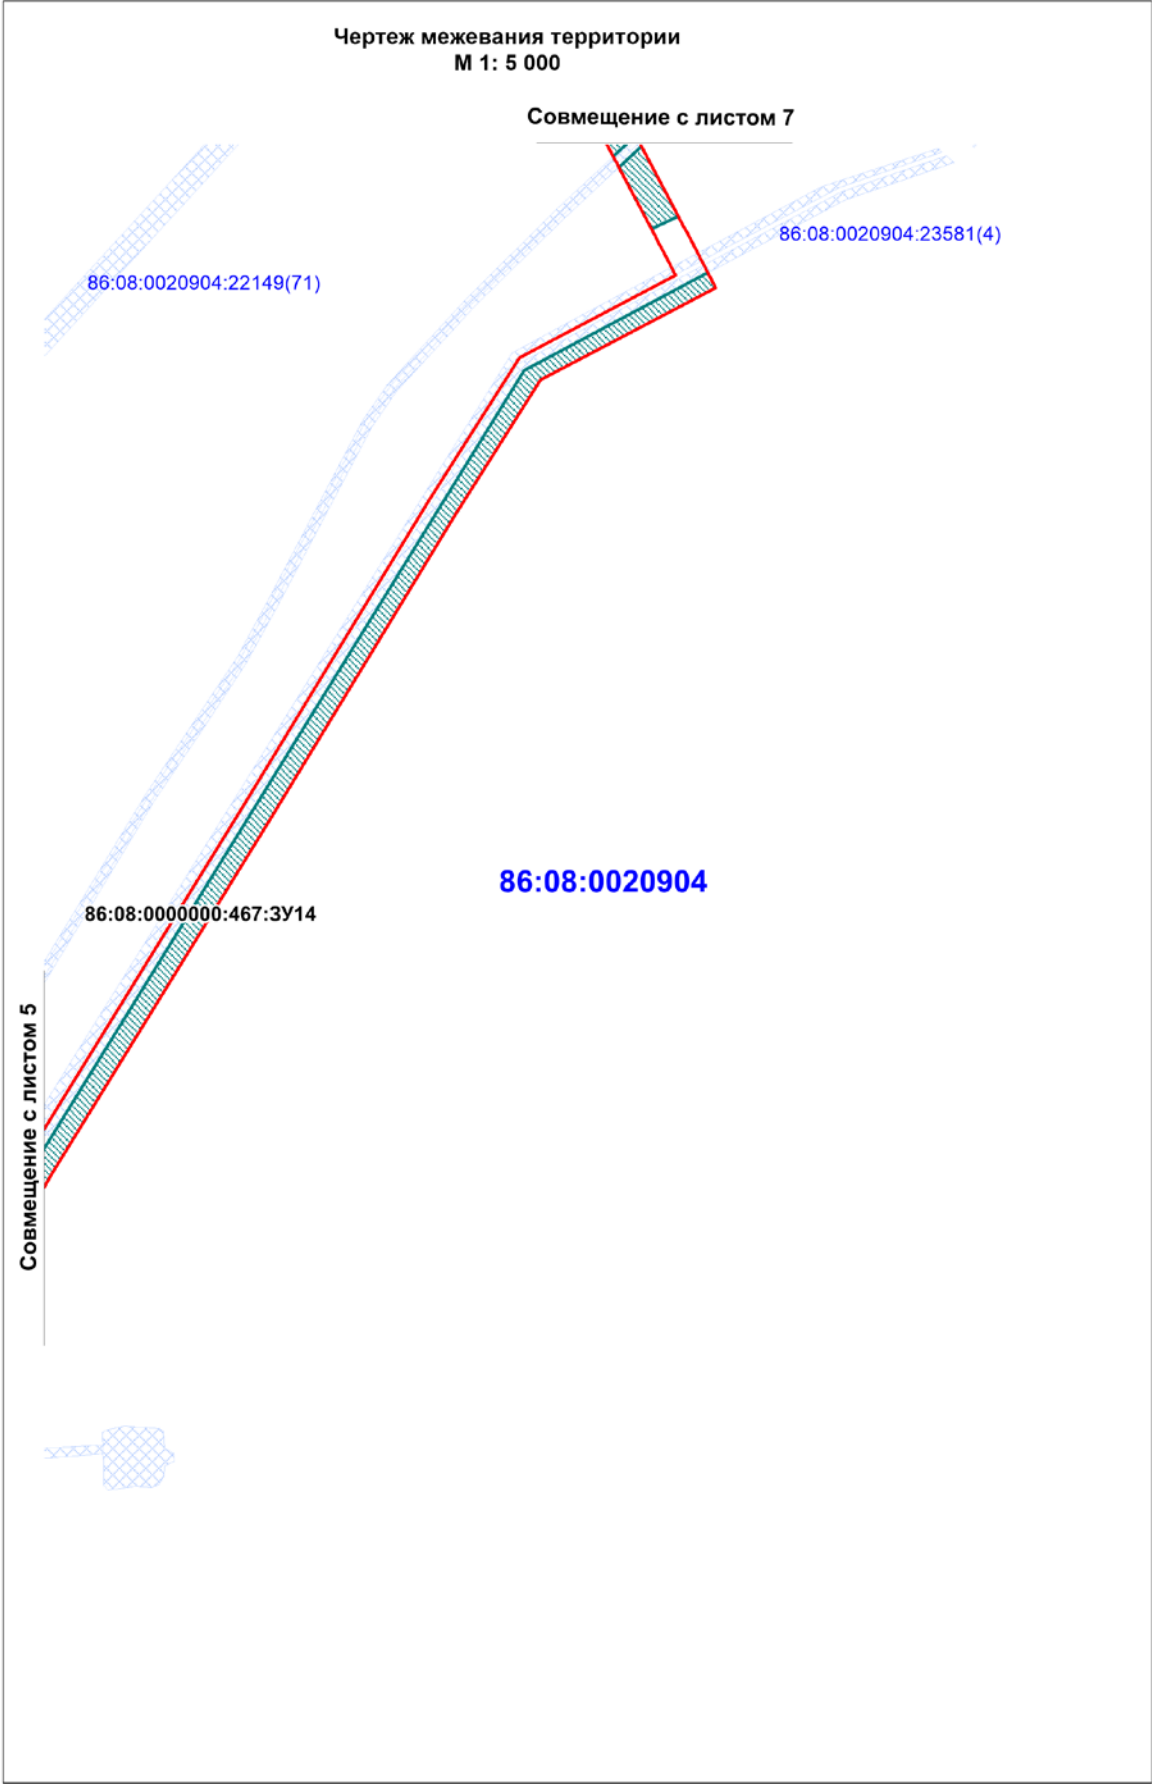 Чертеж межевания территории
М 1: 5 000
Совмещение с листом 7
86:08:0020904:23581(4)
86:08:0020904:22149(71)
86:08:0020904
86:08:0000000:467:ЗУ14
Совмещение с листом 5